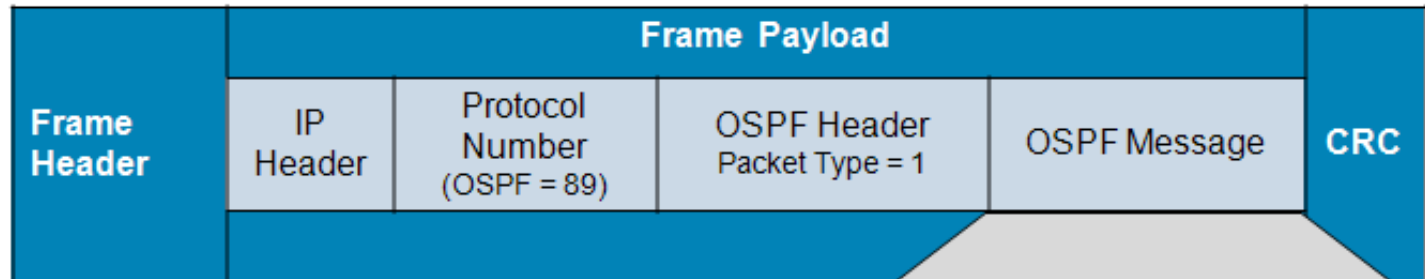 Frame Payload
Frame
Header
IP
Header
Protocol
Number
(OSPF = 89)
OSPF Header
Packet Type = 1
OSPF Message
CRC